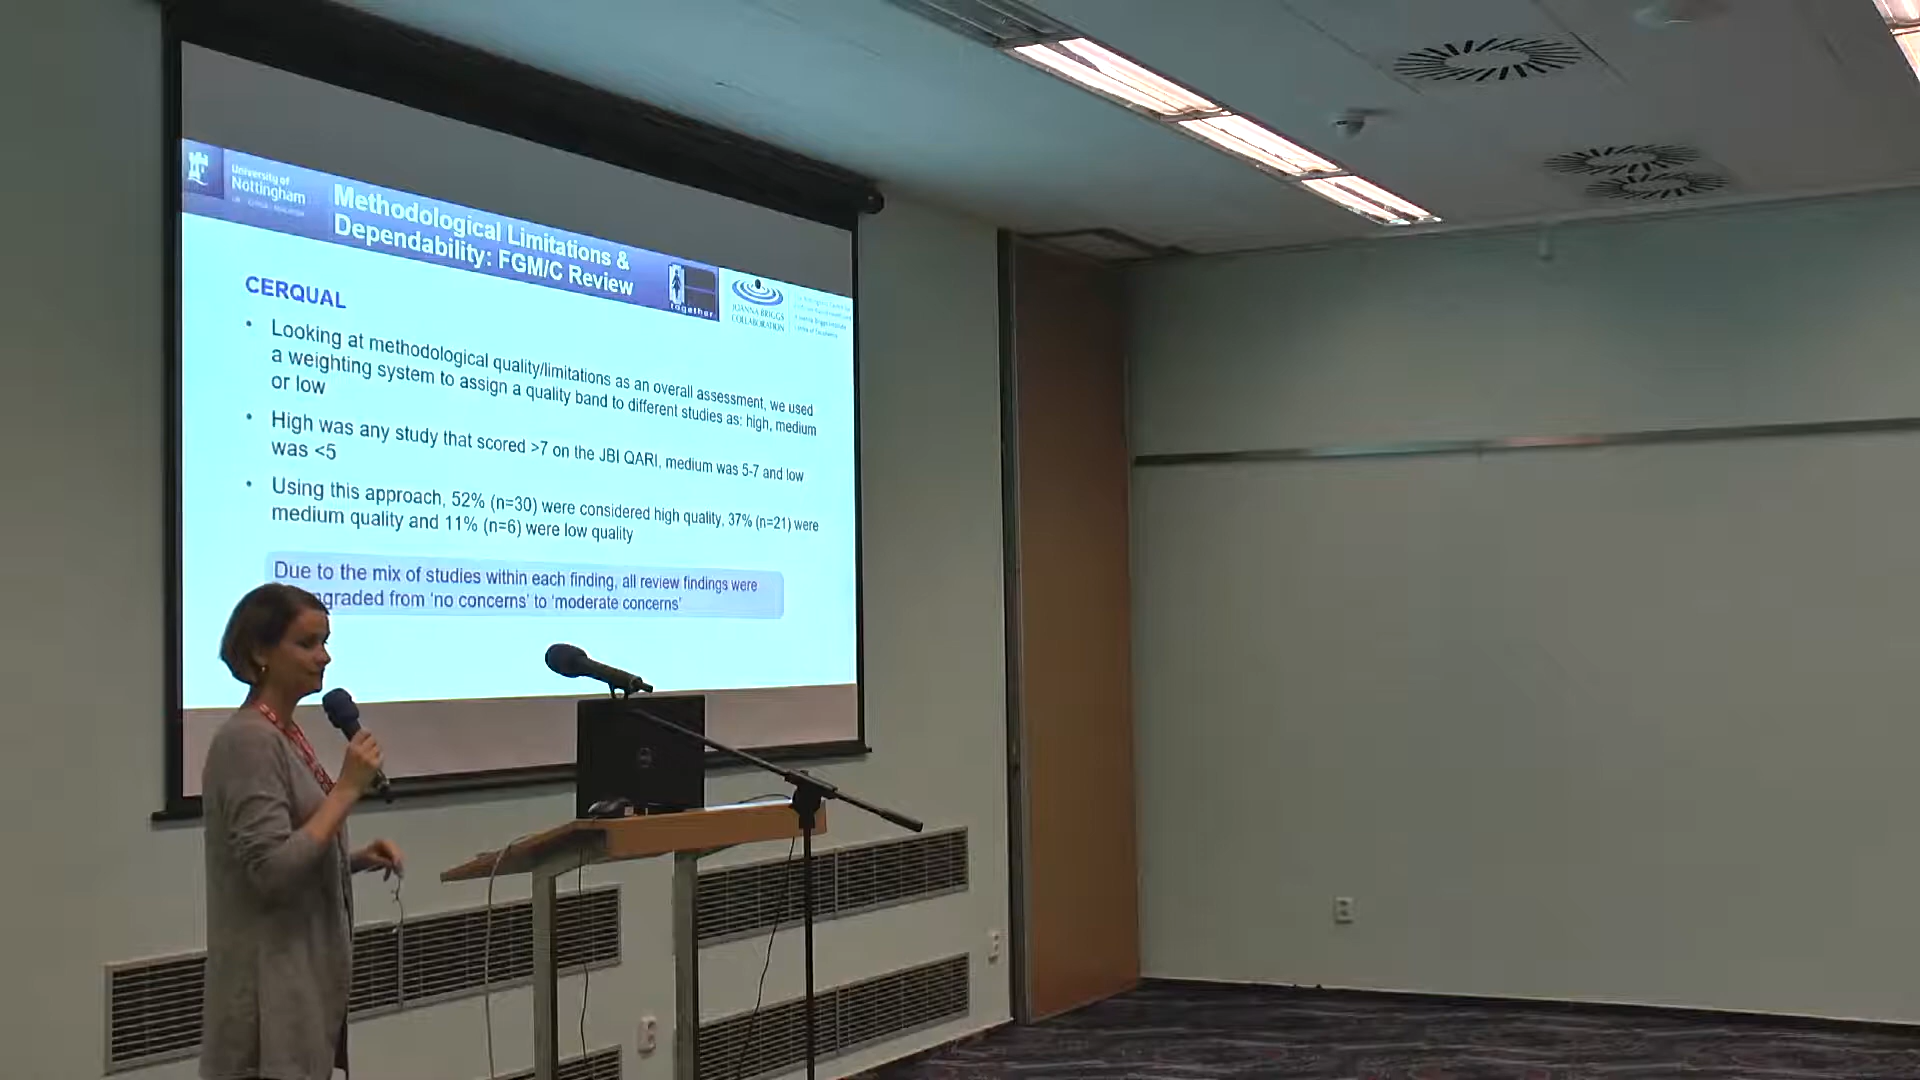 University of
Nottingham
UK · CHINA · MALAYSIA
Methodological Limitations &
Dependability: FGM/C Review
together
JOANNA BRIGGS
COLLABORATION
CERQUAL
• Looking at methodological quality/limitations as an overall assessment, we used
a weighting system to assign a quality band to different studies as: high, medium
or low
• High was any study that scored >7 on the JBI QARI, medium was 5-7 and low
was <5
• Using this approach, 52% (n=30) were considered high quality, 37% (n=21) were
medium quality and 11% (n=6) were low quality
Due to the mix of studies within each finding, all review findings were
ngraded from ‘no concerns’ to ‘moderate concerns’
DELL